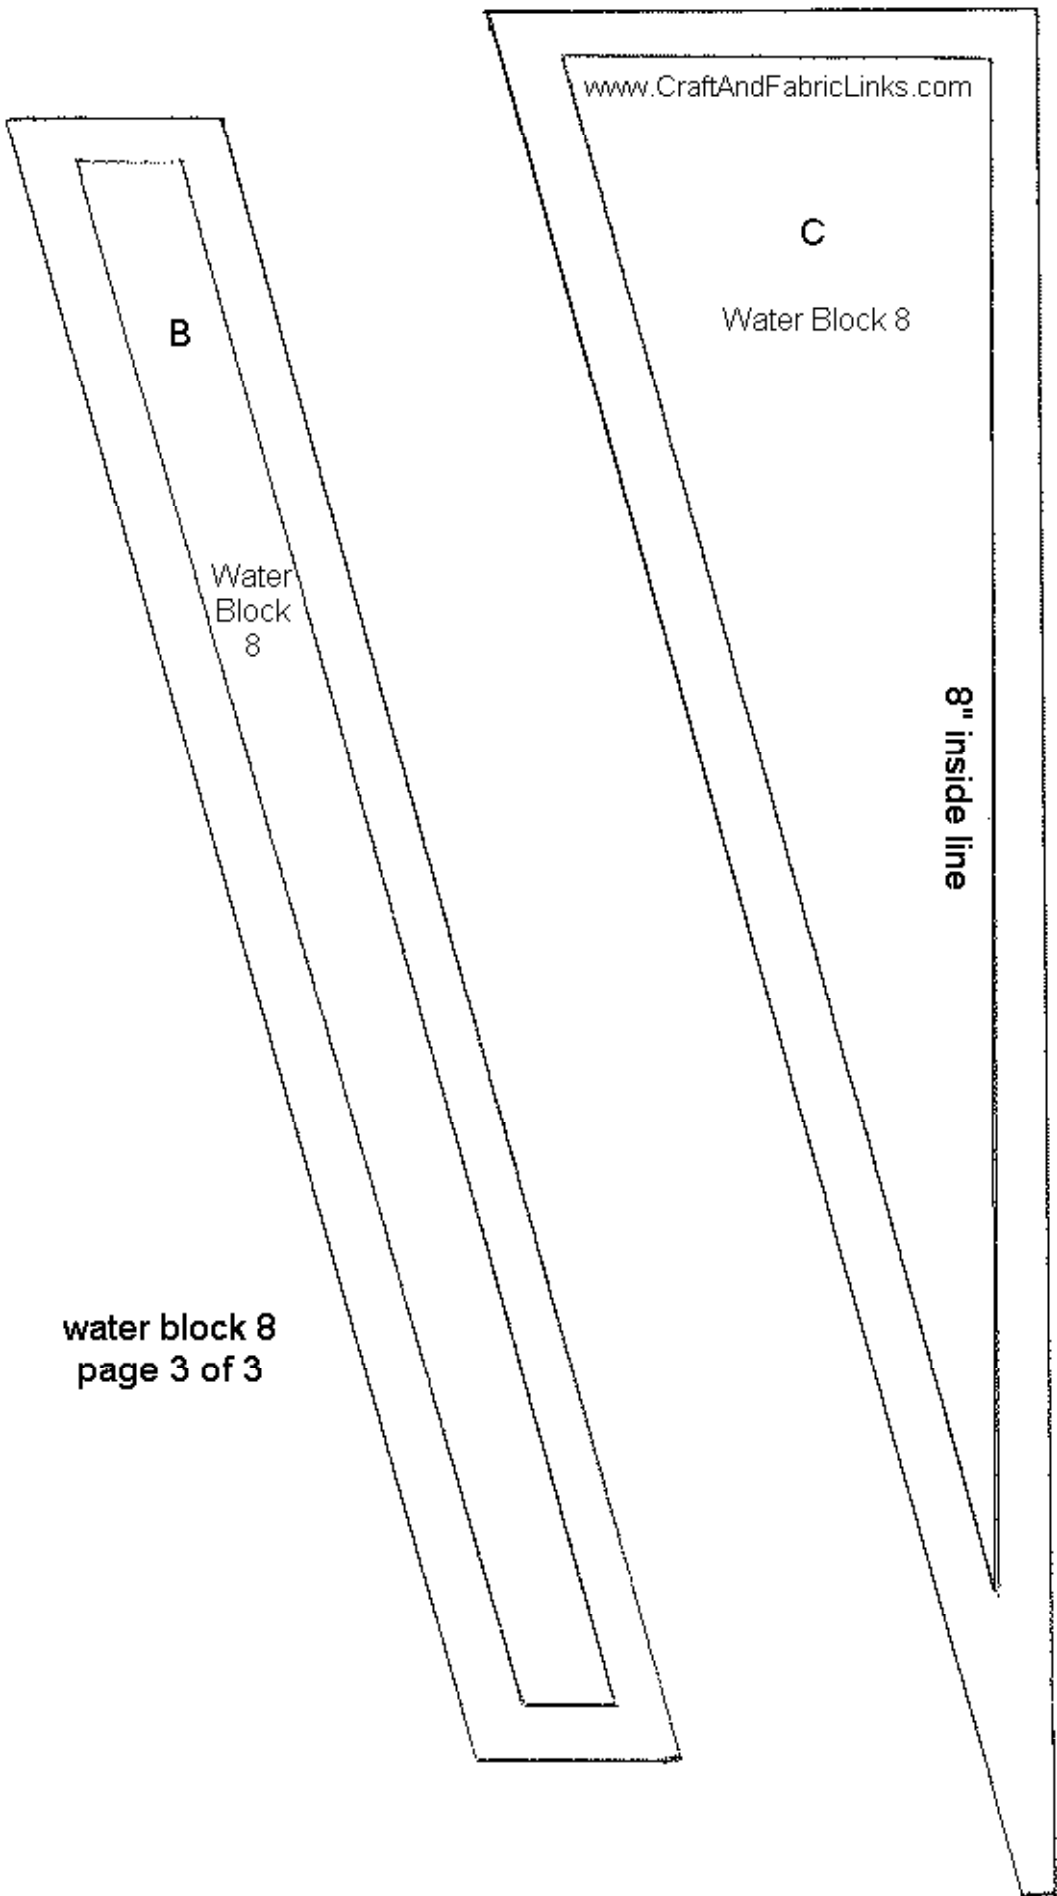 www.CraftAndFabricLinks.com
C
Water Block 8
B
Water
Block
8
8" inside line
water block 8
page 3 of 3